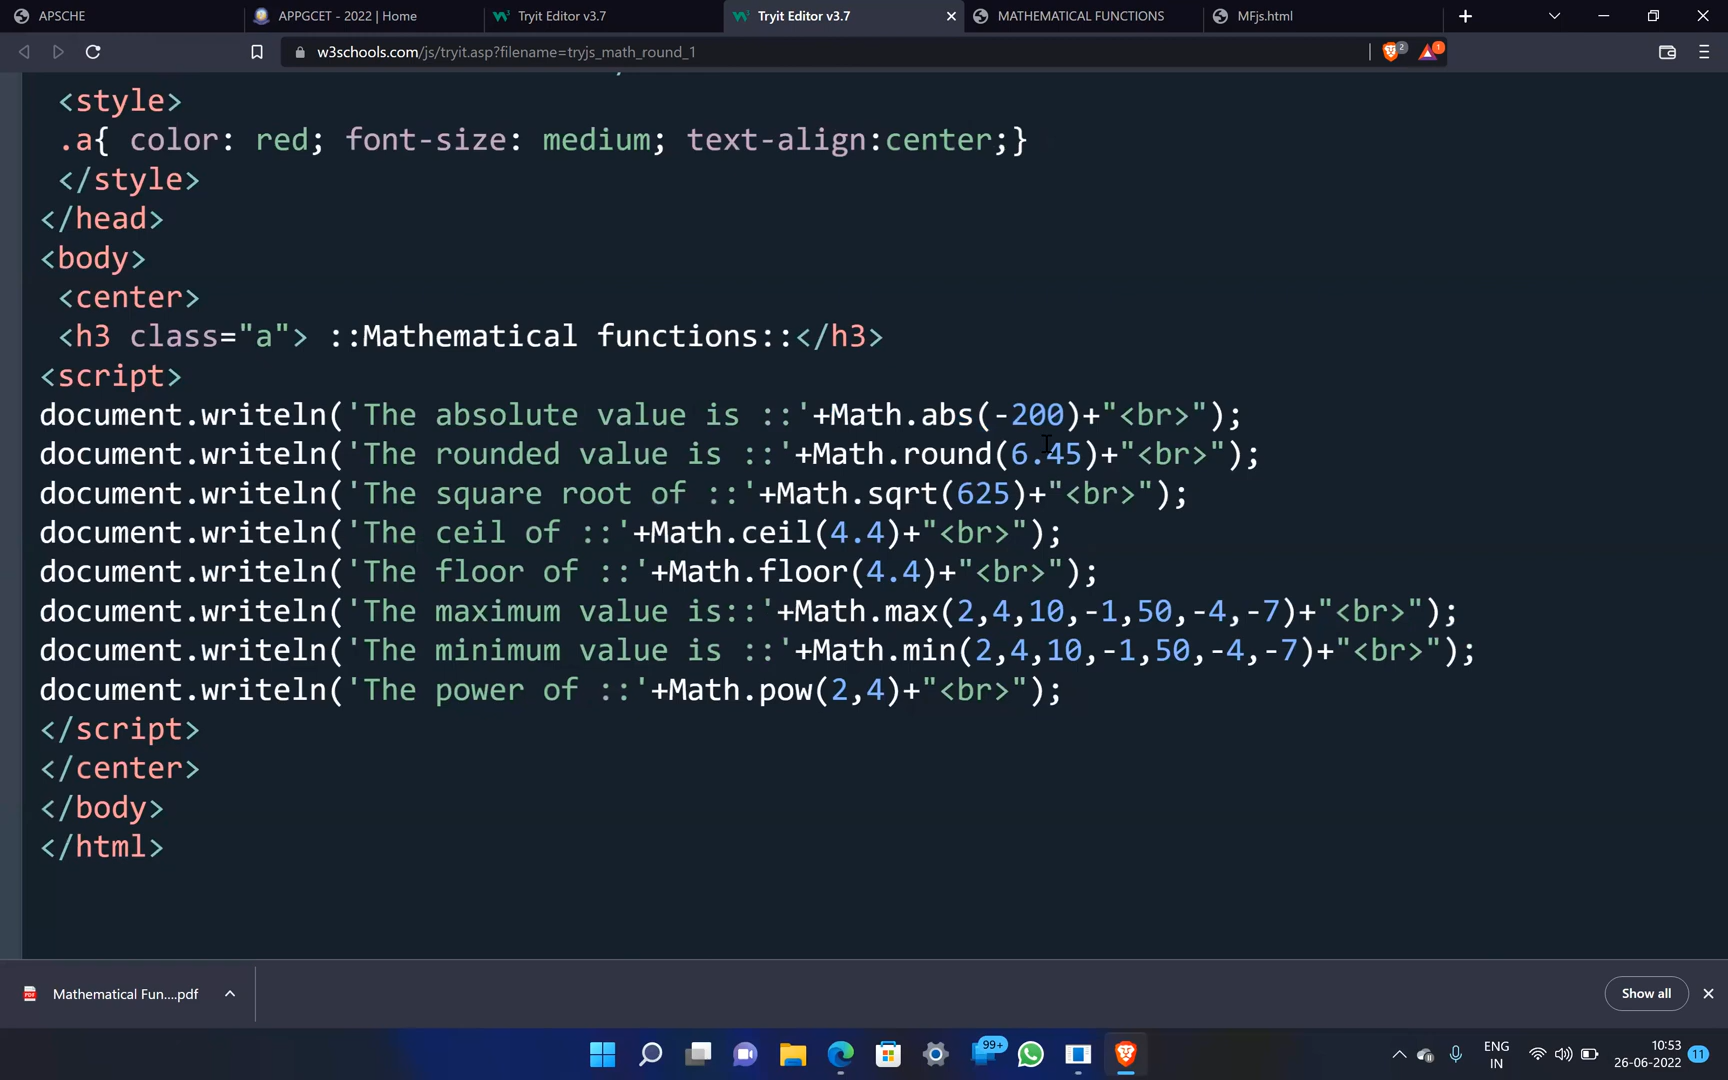 APPSCHE
APPGCET - 2022 | Home
Tryit Editor v3.7
Tryit Editor v3.7
MATHEMATICAL FUNCTIONS
MFjs.html
w3schools.com/js/tryit.asp?filename=tryjs_math_round_1
2
1
<style>
.a{ color: red; font-size: medium; text-align:center;}
</style>
</head>
<body>
<center>
<h3 class="a"> ::Mathematical functions::</h3>
<script>
document.writeln('The absolute value is ::'+Math.abs(-200)+"<br>");
document.writeln('The rounded value is ::'+Math.round(6.45)+"<br>");
document.writeln('The square root of ::'+Math.sqrt(625)+"<br>");
document.writeln('The ceil of ::'+Math.ceil(4.4)+"<br>");
document.writeln('The floor of ::'+Math.floor(4.4)+"<br>");
document.writeln('The maximum value is::'+Math.max(2,4,10,-1,50,-4,-7)+"<br>");
document.writeln('The minimum value is ::'+Math.min(2,4,10,-1,50,-4,-7)+"<br>");
document.writeln('The power of ::'+Math.pow(2,4)+"<br>");
</script>
</center>
</body>
</html>
Mathematical Fun....pdf
Show all
99+
ENG
IN
10:53
26-06-2022
11